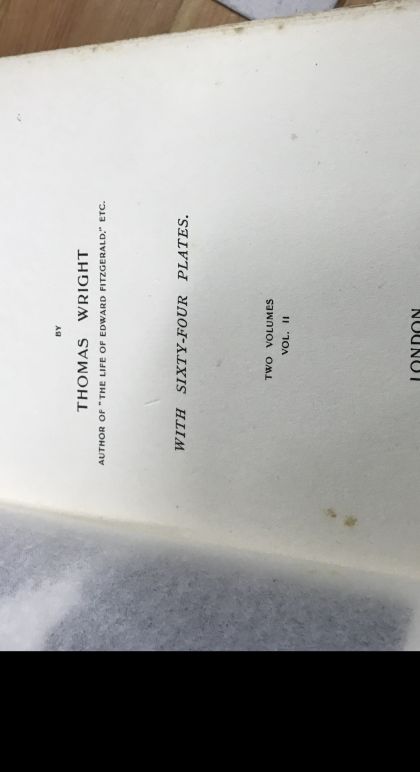 BY
THOMAS WRIGHT
AUTHOR OF "THE LIFE OF EDWARD FITZGERALD," ETC.
WITH SIXTY-FOUR PLATES.
TWO VOLUMES
VOL. II
LONDON